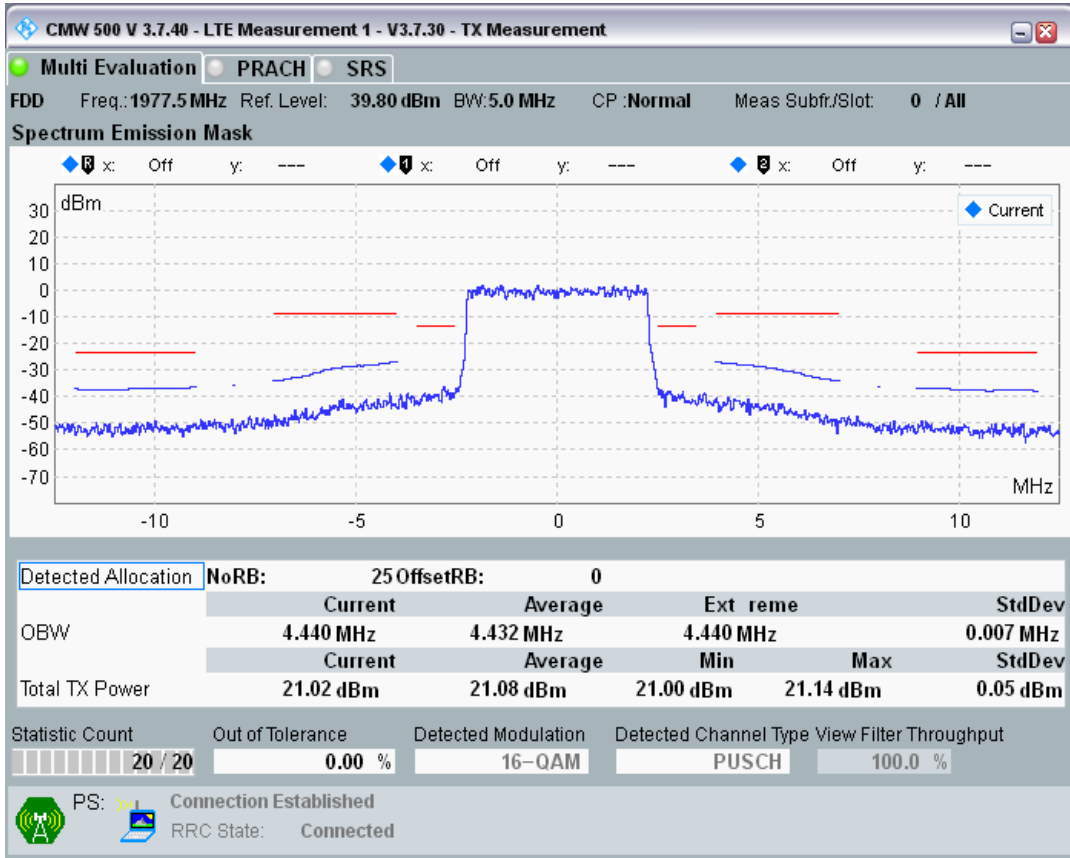 CMW 500 V 3.7.40 - LTE Measurement 1 - V3.7.30 - TX Measurement
Multi Evaluation PRACH SRS
FDD Freq.: 1977.5 MHz Ref. Level: 39.80 dBm BW: 5.0 MHz CP : Normal Meas Subfr./Slot: 0 / All
Spectrum Emission Mask
R x: Off y: --- 1 x: Off y: --- 2 x: Off y: ---
dBm
Current
30
20
10
0
-10
-20
-30
-40
-50
-60
-70
MHz
-10 -5 0 5 10
Detected Allocation NoRB: 25 OffsetRB: 0
Current Average Ext reme StdDev
OBW 4.440 MHz 4.432 MHz 4.440 MHz 0.007 MHz
Current Average Min Max StdDev
Total TX Power 21.02 dBm 21.08 dBm 21.00 dBm 21.14 dBm 0.05 dBm
Statistic Count Out of Tolerance Detected Modulation Detected Channel Type View Filter Throughput
20 / 20 0.00 % 16-QAM PUSCH 100.0 %
PS: Connection Established
RRC State: Connected